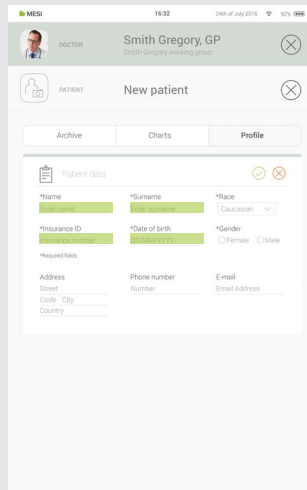 MESI 16:32 24th of July 2016 92%
DOCTOR Smith Gregory, GP
Smith Gregory working group
PATIENT New patient
Archive Charts Profile
Patient data
*Name *Surname *Race
Enter name Enter surname Caucasian
*Insurance ID *Date of birth *Gender
Insurance number DD/MM/YYYY Female Male
*Required fields
Address Phone number E-mail
Street Number Email Address
Code City
Country